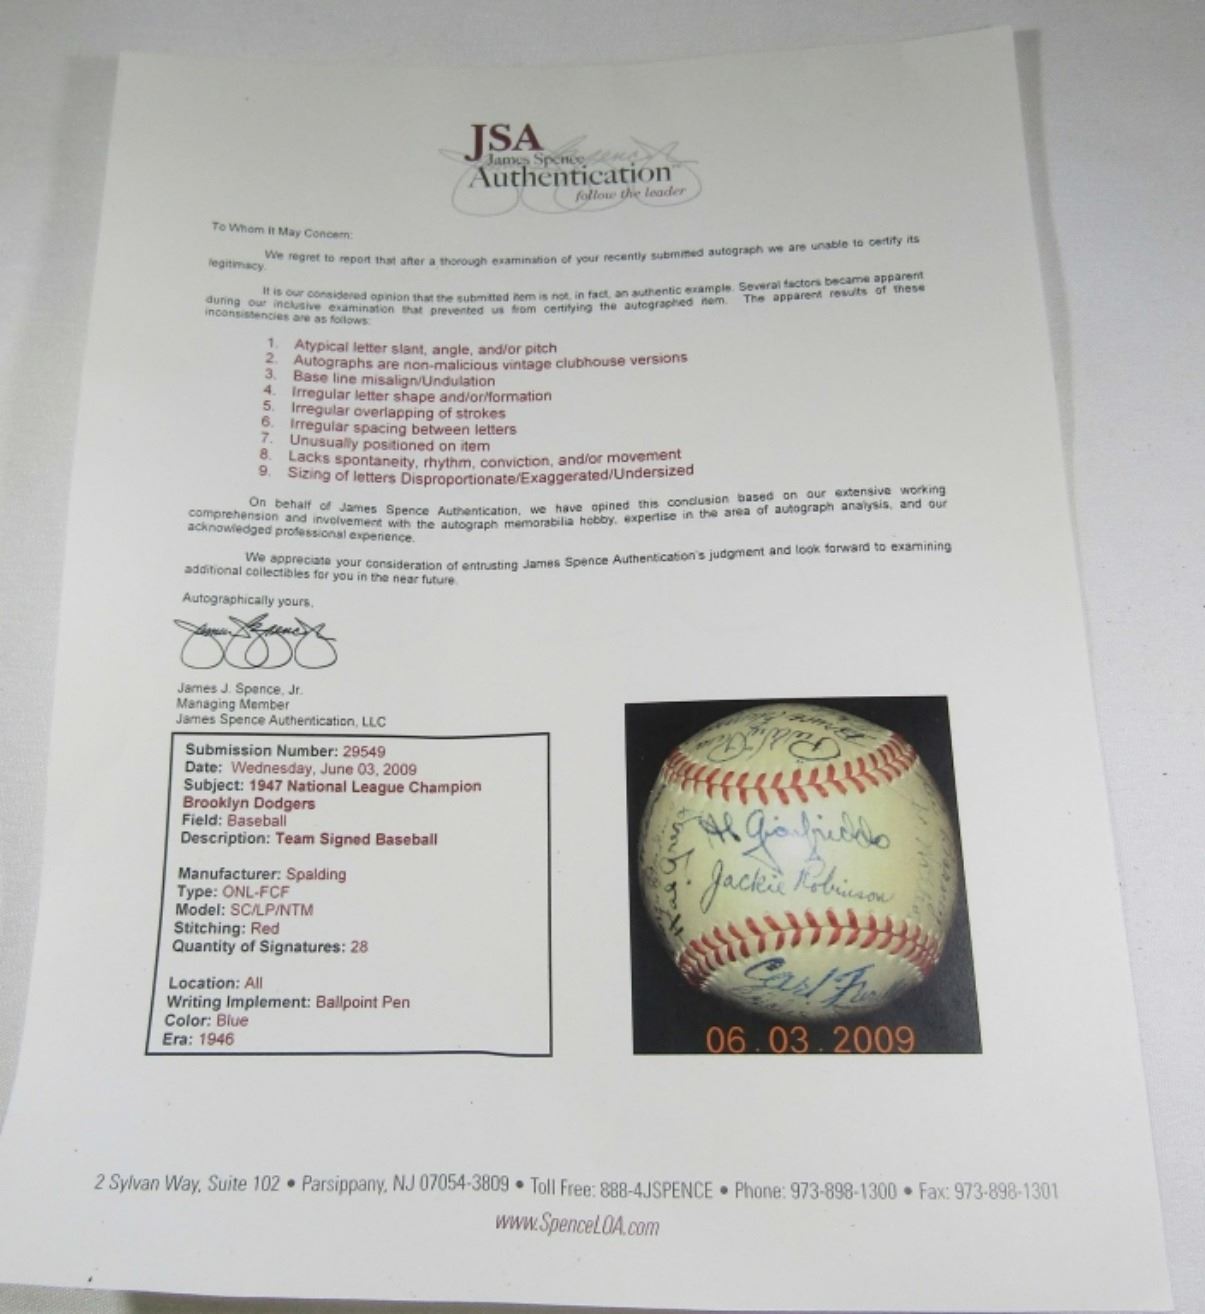 JSA
James Spence
Authentication™
follow the leader
To Whom It May Concern:
We regret to report that after a thorough examination of your recently submitted autograph we are unable to certify its
legitimacy.
It is our considered opinion that the submitted item is not, in fact, an authentic example. Several factors became apparent
during our inclusive examination that prevented us from certifying the autographed item. The apparent results of these
inconsistencies are as follows:
1. Atypical letter slant, angle, and/or pitch
2. Autographs are non-malicious vintage clubhouse versions
3. Base line misalign/Undulation
4. Irregular letter shape and/or/formation
5. Irregular overlapping of strokes
6. Irregular spacing between letters
7. Unusually positioned on item
8. Lacks spontaneity, rhythm, conviction, and/or movement
9. Sizing of letters Disproportionate/Exaggerated/Undersized
On behalf of James Spence Authentication, we have opined this conclusion based on our extensive working
comprehension and involvement with the autograph memorabilia hobby, expertise in the area of autograph analysis, and our
acknowledged professional experience.
We appreciate your consideration of entrusting James Spence Authentication's judgment and look forward to examining
additional collectibles for you in the near future.
Autographically yours,
James Spence Jr
James J. Spence, Jr.
Managing Member
James Spence Authentication, LLC
Submission Number: 29549
Date: Wednesday, June 03, 2009
Subject: 1947 National League Champion
Brooklyn Dodgers
Field: Baseball
Description: Team Signed Baseball
Manufacturer: Spalding
Type: ONL-FCF
Model: SC/LP/NTM
Stitching: Red
Quantity of Signatures: 28
Location: All
Writing Implement: Ballpoint Pen
Color: Blue
Era: 1946
Al Gionfriddo
Jackie Robinson
Carl
06.03.2009
2 Sylvan Way, Suite 102 • Parsippany, NJ 07054-3809 • Toll Free: 888-4JSPENCE • Phone: 973-898-1300 • Fax: 973-898-1301
www.SpenceLOA.com